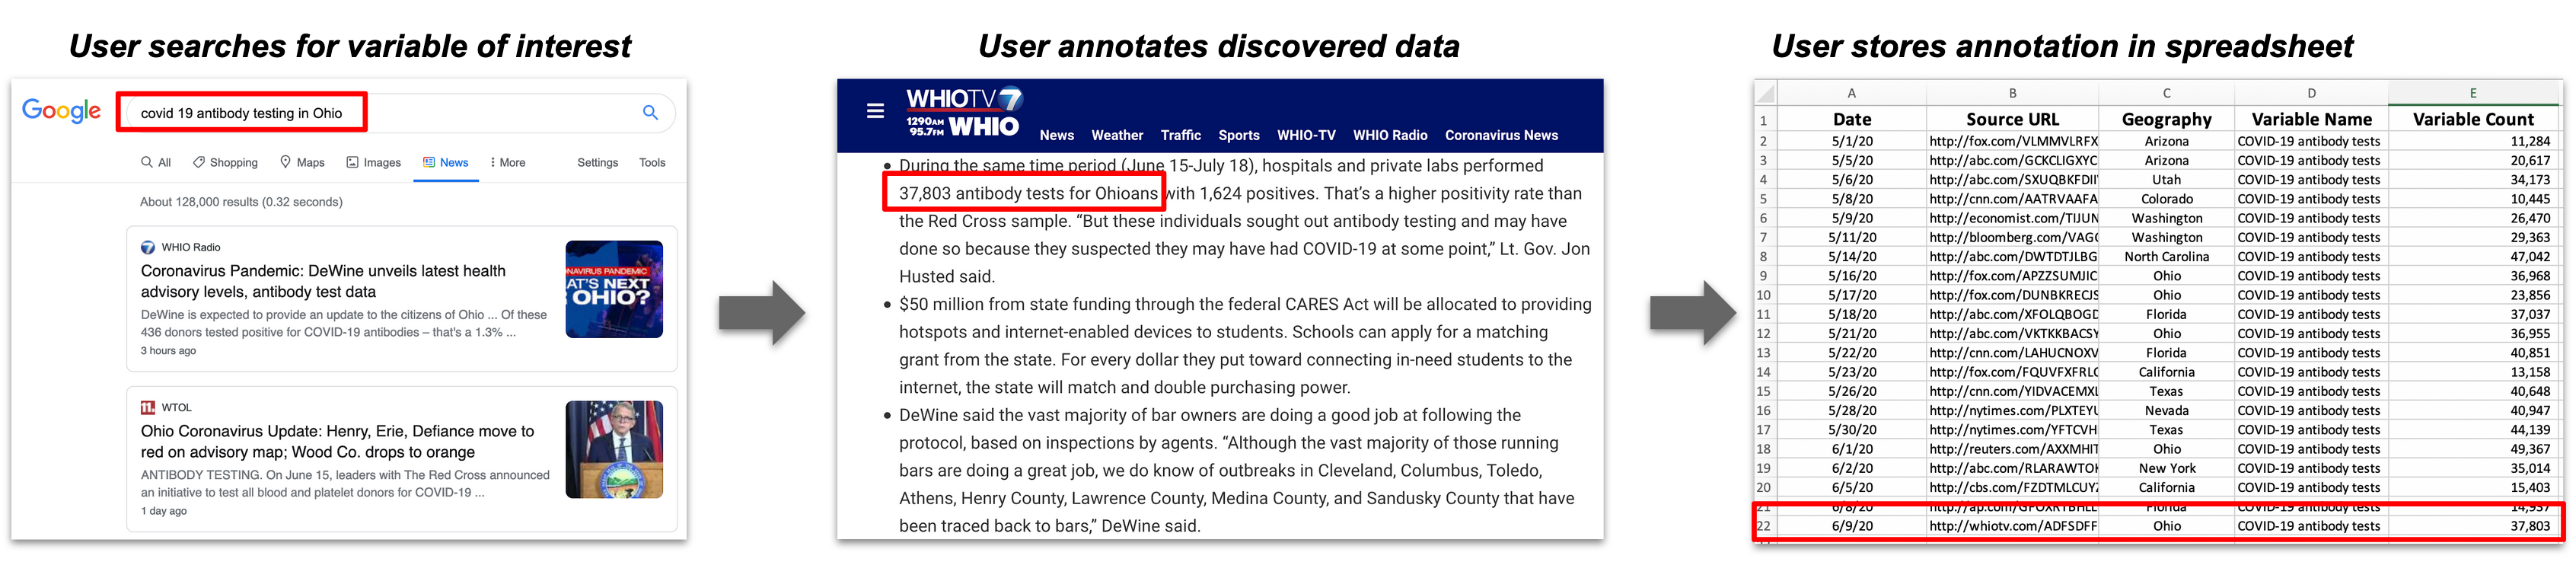 User searches for variable of interest
Google
covid 19 antibody testing in Ohio
All Shopping Maps Images News More Settings Tools
About 128,000 results (0.32 seconds)
WHIO Radio
Coronavirus Pandemic: DeWine unveils latest health
advisory levels, antibody test data
DeWine is expected to provide an update to the citizens of Ohio ... Of these
436 donors tested positive for COVID-19 antibodies – that's a 1.3% ...
3 hours ago
NAVIRUS PANDEMIC
AT'S NEXT
OHIO?
11. WTOL
Ohio Coronavirus Update: Henry, Erie, Defiance move to
red on advisory map; Wood Co. drops to orange
ANTIBODY TESTING. On June 15, leaders with The Red Cross announced
an initiative to test all blood and platelet donors for COVID-19 ...
1 day ago
User annotates discovered data
WHIOTV 7
1290AM
95.7FM WHIO
News Weather Traffic Sports WHIO-TV WHIO Radio Coronavirus News
• During the same time period (June 15-July 18), hospitals and private labs performed
37,803 antibody tests for Ohioans with 1,624 positives. That's a higher positivity rate than
the Red Cross sample. “But these individuals sought out antibody testing and may have
done so because they suspected they may have had COVID-19 at some point,” Lt. Gov. Jon
Husted said.
• $50 million from state funding through the federal CARES Act will be allocated to providing
hotspots and internet-enabled devices to students. Schools can apply for a matching
grant from the state. For every dollar they put toward connecting in-need students to the
internet, the state will match and double purchasing power.
• DeWine said the vast majority of bar owners are doing a good job at following the
protocol, based on inspections by agents. “Although the vast majority of those running
bars are doing a great job, we do know of outbreaks in Cleveland, Columbus, Toledo,
Athens, Henry County, Lawrence County, Medina County, and Sandusky County that have
been traced back to bars,” DeWine said.
User stores annotation in spreadsheet
A B C D E
1 Date Source URL Geography Variable Name Variable Count
2 5/1/20 http://fox.com/VLMMVLRFX Arizona COVID-19 antibody tests 11,284
3 5/5/20 http://abc.com/GCKCLIGXYC Arizona COVID-19 antibody tests 20,617
4 5/6/20 http://abc.com/SXUQBKFDII Utah COVID-19 antibody tests 34,173
5 5/8/20 http://cnn.com/AATRVAAFA Colorado COVID-19 antibody tests 10,445
6 5/9/20 http://economist.com/TIJUN Washington COVID-19 antibody tests 26,470
7 5/11/20 http://bloomberg.com/VAG Washington COVID-19 antibody tests 29,363
8 5/14/20 http://abc.com/DWTDTJLBG North Carolina COVID-19 antibody tests 47,042
9 5/16/20 http://fox.com/APZZSUMJIC Ohio COVID-19 antibody tests 36,968
10 5/17/20 http://fox.com/DUNBKRECJS Ohio COVID-19 antibody tests 23,856
11 5/18/20 http://abc.com/XFOLQBOGD Florida COVID-19 antibody tests 37,037
12 5/21/20 http://abc.com/VKTKKBACSY Ohio COVID-19 antibody tests 36,955
13 5/22/20 http://cnn.com/LAHUCNOXV Florida COVID-19 antibody tests 40,851
14 5/23/20 http://fox.com/FQUVFXFRL California COVID-19 antibody tests 13,158
15 5/26/20 http://cnn.com/YIDVACEMXL Texas COVID-19 antibody tests 40,648
16 5/28/20 http://nytimes.com/PLXTEYU Nevada COVID-19 antibody tests 40,947
17 5/30/20 http://nytimes.com/YFTCVH Texas COVID-19 antibody tests 44,139
18 6/1/20 http://reuters.com/AXXMHIT Ohio COVID-19 antibody tests 49,367
19 6/2/20 http://abc.com/RLARAWTO New York COVID-19 antibody tests 35,014
20 6/5/20 http://cbs.com/FZDTMLCUY California COVID-19 antibody tests 15,403
21 6/8/20 http://ap.com/GFOXRTBHLL Florida COVID-19 antibody tests 14,937
22 6/9/20 http://whiotv.com/ADFSDFF Ohio COVID-19 antibody tests 37,803